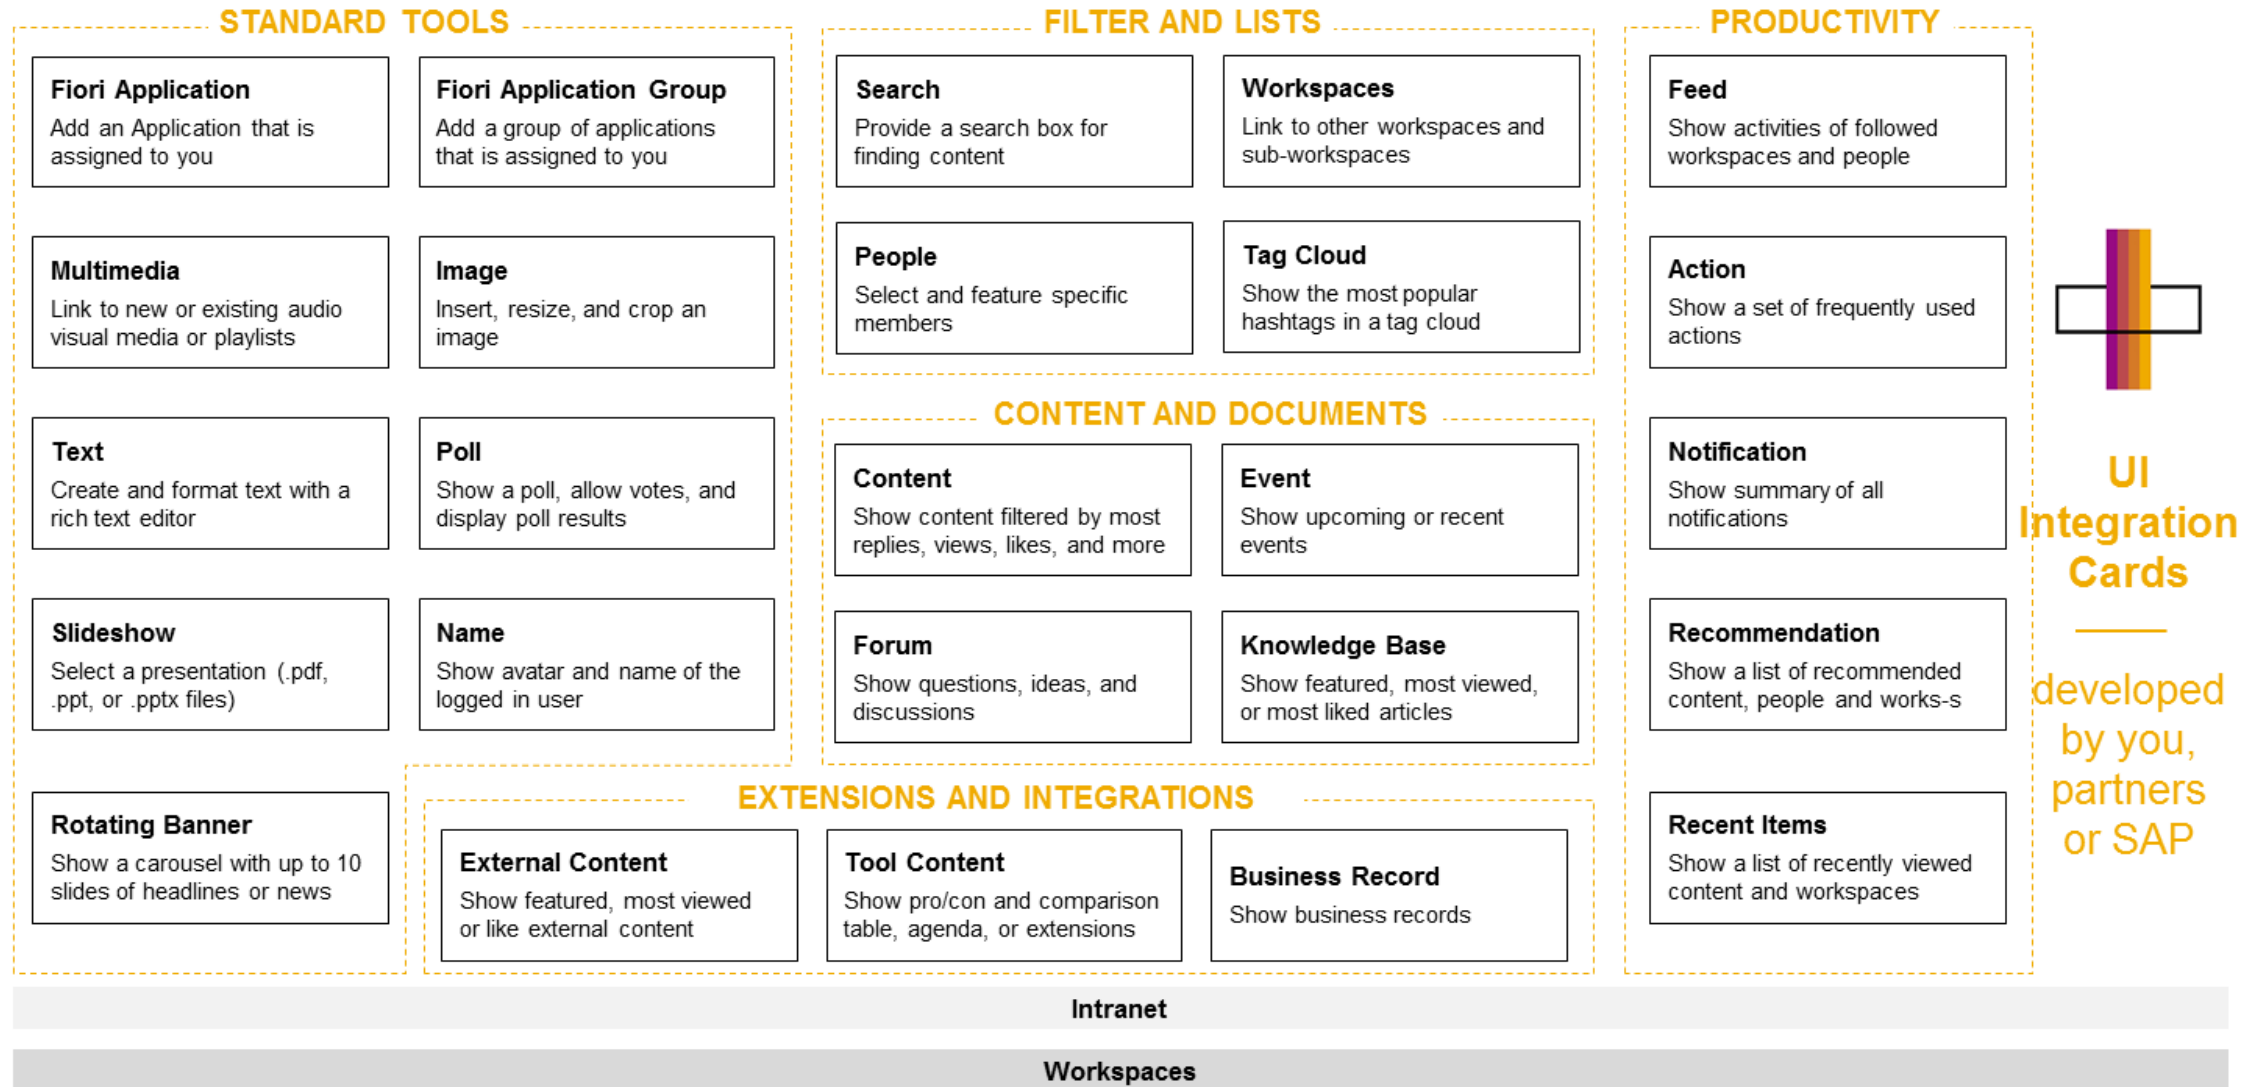 STANDARD TOOLS
Fiori Application
Add an Application that is
assigned to you
Fiori Application Group
Add a group of applications
that is assigned to you
Multimedia
Link to new or existing audio
visual media or playlists
Image
Insert, resize, and crop an
image
Text
Create and format text with a
rich text editor
Poll
Show a poll, allow votes, and
display poll results
Slideshow
Select a presentation (.pdf,
.ppt, or .pptx files)
Name
Show avatar and name of the
logged in user
Rotating Banner
Show a carousel with up to 10
slides of headlines or news
FILTER AND LISTS
Search
Provide a search box for
finding content
Workspaces
Link to other workspaces and
sub-workspaces
People
Select and feature specific
members
Tag Cloud
Show the most popular
hashtags in a tag cloud
CONTENT AND DOCUMENTS
Content
Show content filtered by most
replies, views, likes, and more
Event
Show upcoming or recent
events
Forum
Show questions, ideas, and
discussions
Knowledge Base
Show featured, most viewed,
or most liked articles
EXTENSIONS AND INTEGRATIONS
External Content
Show featured, most viewed
or like external content
Tool Content
Show pro/con and comparison
table, agenda, or extensions
Business Record
Show business records
PRODUCTIVITY
Feed
Show activities of followed
workspaces and people
Action
Show a set of frequently used
actions
Notification
Show summary of all
notifications
Recommendation
Show a list of recommended
content, people and works-s
Recent Items
Show a list of recently viewed
content and workspaces
UI
Integration
Cards
developed
by you,
partners
or SAP
Intranet
Workspaces